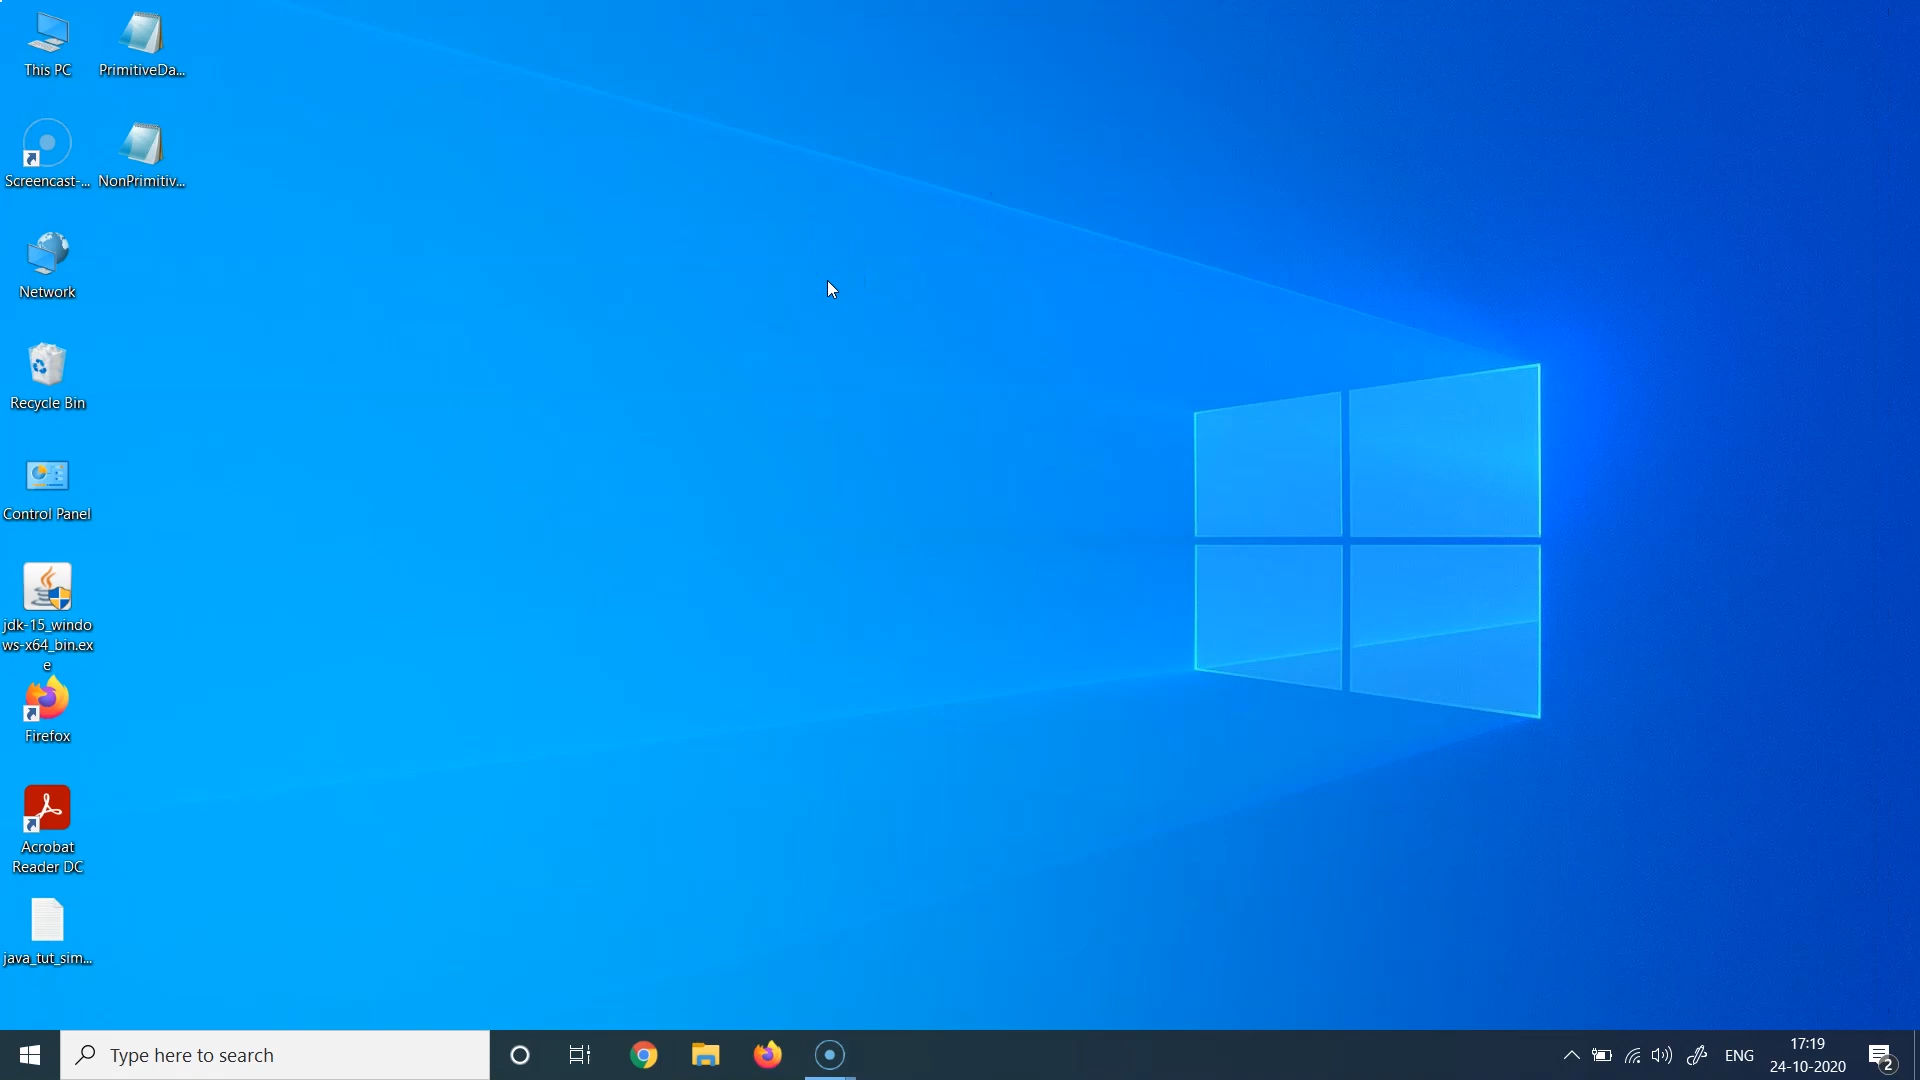 This PC
PrimitiveDa...
Screencast-...
NonPrimitiv...
Network
Recycle Bin
Control Panel
jdk-15_windo
ws-x64_bin.ex
e
Firefox
Acrobat
Reader DC
java_tut_sim...
Type here to search
ENG
17:19
24-10-2020
2